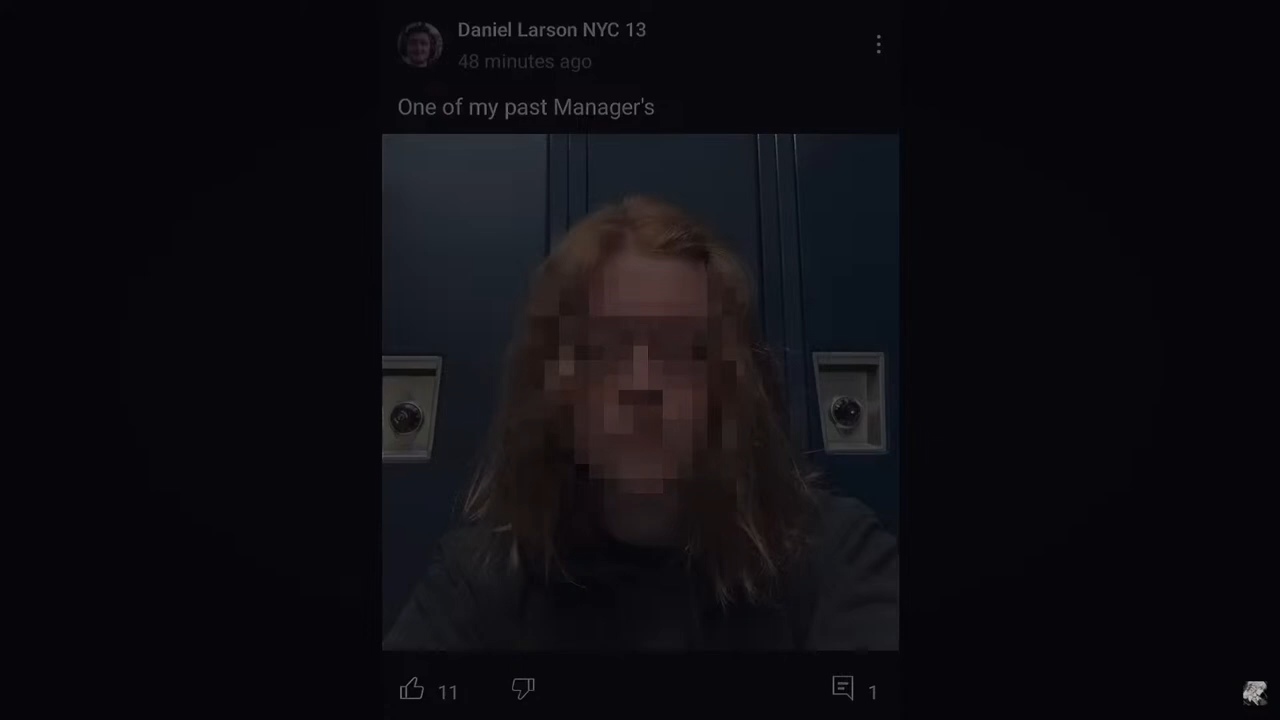 Daniel Larson NYC 13
48 minutes ago
One of my past Manager's
11
1